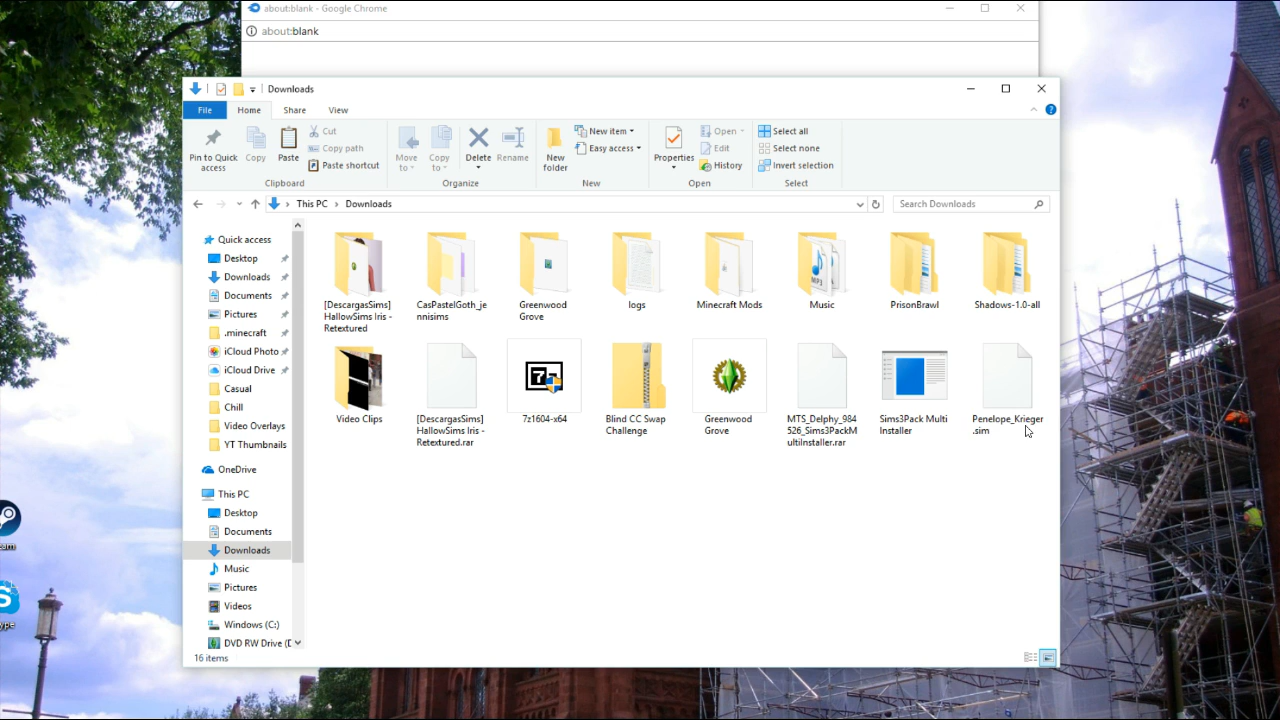 about:blank - Google Chrome
about:blank
Downloads
File Home Share View
Pin to Quick
access
Copy
Paste
Cut
Copy path
Paste shortcut
Clipboard
Move
to
Copy
to
Delete
Rename
Organize
New
folder
New item
Easy access
New
Properties
Open
Edit
History
Open
Select all
Select none
Invert selection
Select
This PC > Downloads
Search Downloads
Quick access
Desktop
Downloads
Documents
Pictures
.minecraft
iCloud Photo
iCloud Drive
Casual
Chill
Video Overlays
YT Thumbnails
OneDrive
This PC
Desktop
Documents
Downloads
Music
Pictures
Videos
Windows (C:)
DVD RW Drive (D
[DescargasSims]
HallowSims Iris -
Retextured
CasPastelGoth_je
nnisims
Greenwood
Grove
logs
Minecraft Mods
MP3
Music
PrisonBrawl
Shadows-1.0-all
Video Clips
[DescargasSims]
HallowSims Iris -
Retextured.rar
7z
7z1604-x64
Blind CC Swap
Challenge
Greenwood
Grove
MTS_Delphy_984
526_Sims3PackM
ultiInstaller.rar
Sims3Pack Multi
Installer
Penelope_Krieger
.sim
16 items